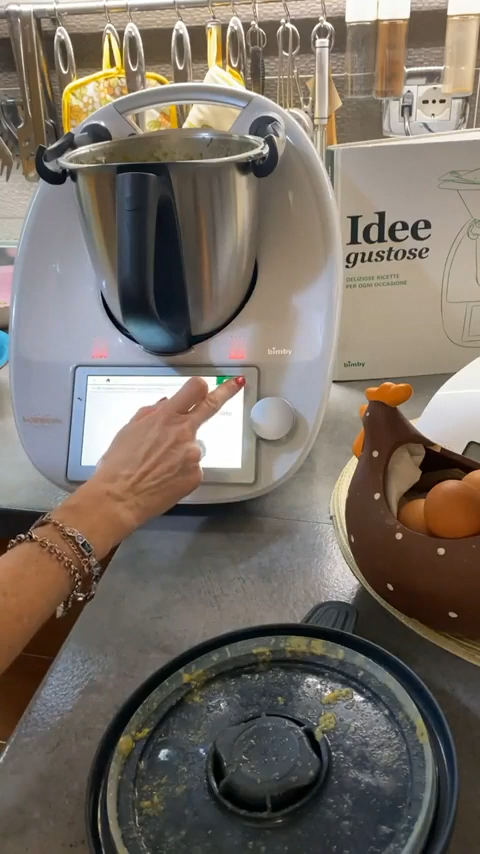 Idee
gustose
DELIZIOSE RICETTE
PER OGNI OCCASIONE
bimby
bimby